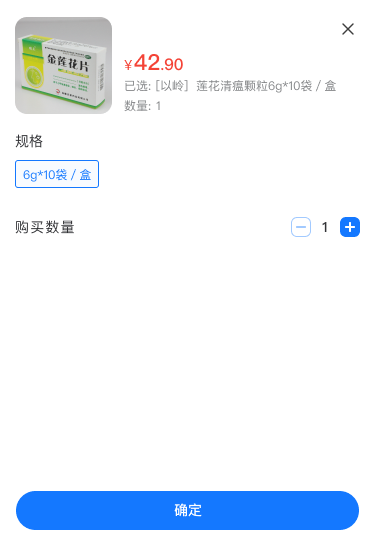 金莲花片
¥42.90
已选: [以岭] 莲花清瘟颗粒6g*10袋 / 盒
数量: 1
规格
6g*10袋 / 盒
购买数量
1
确定